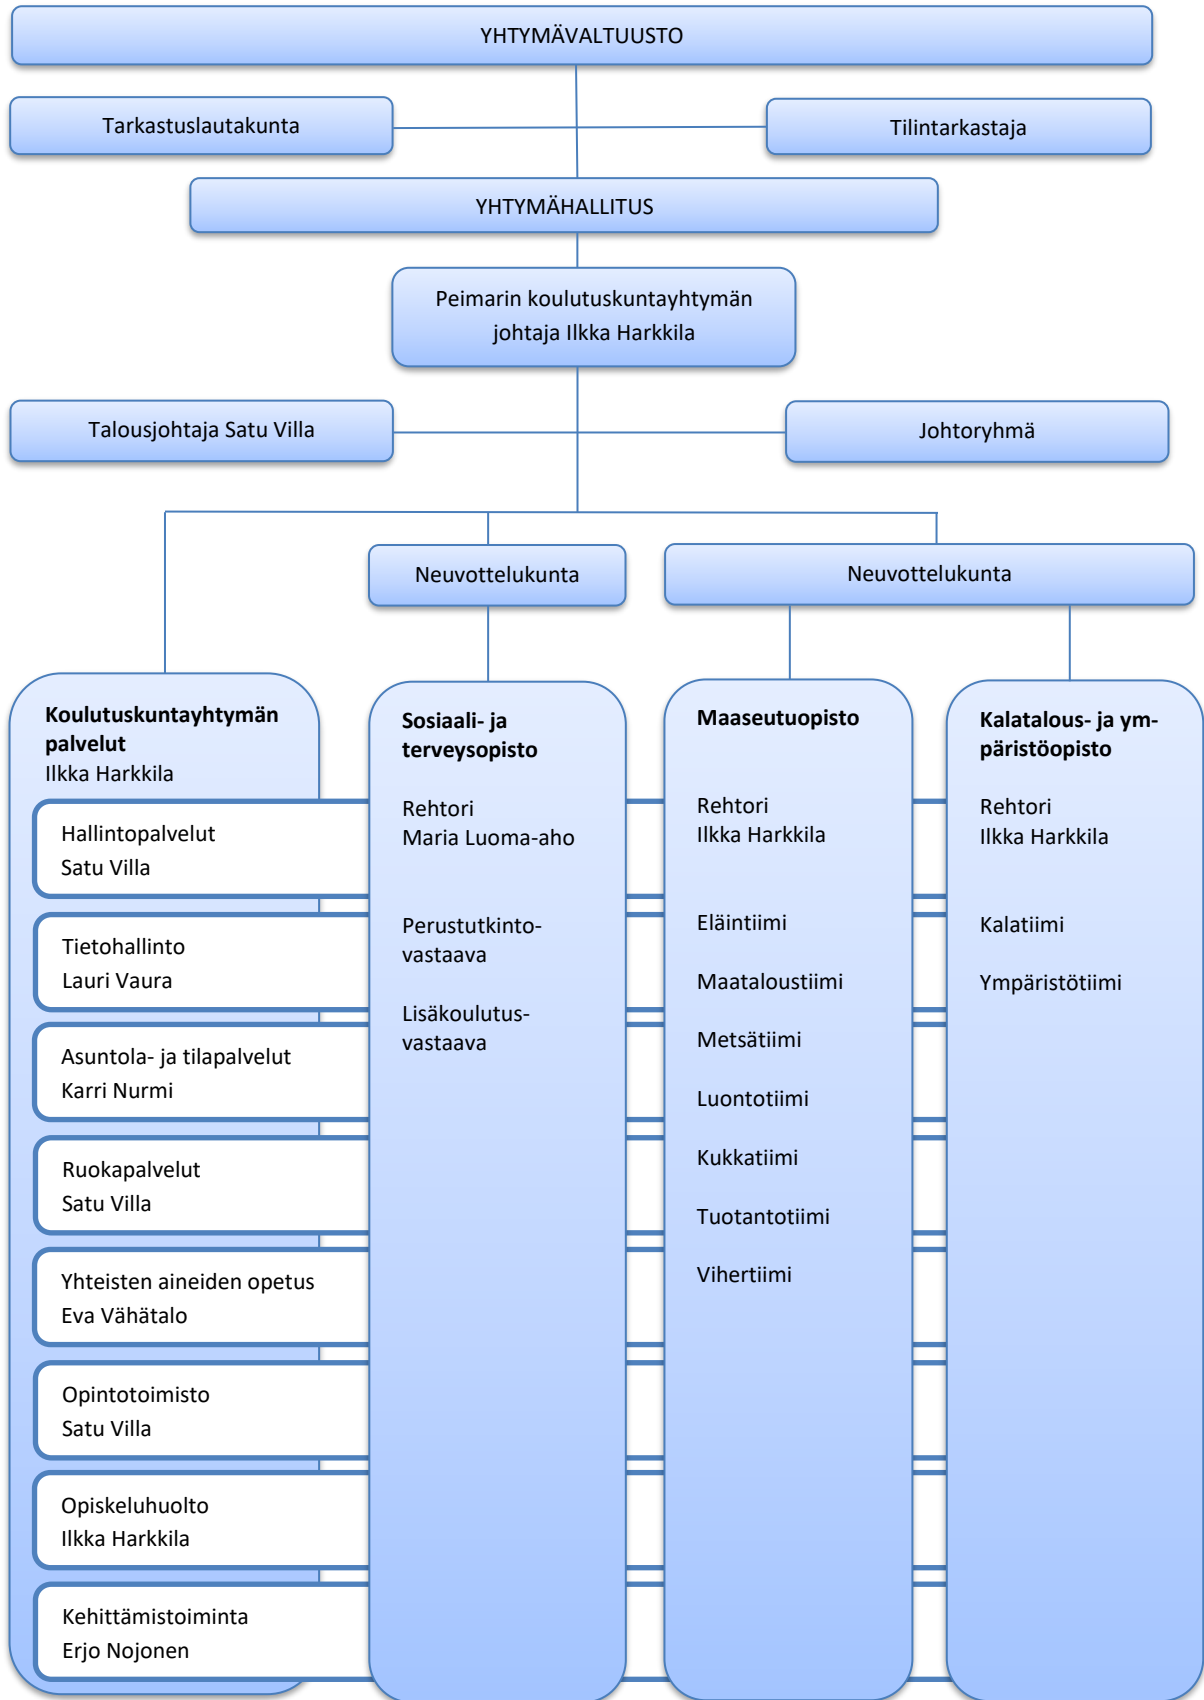 YHTYMÄVALTUUSTO
Tarkastuslautakunta
Tilintarkastaja
YHTYMÄHALLITUS
Peimarin koulutuskuntayhtymän
johtaja Ilkka Harkkila
Talousjohtaja Satu Villa
Johtoryhmä
Neuvottelukunta
Neuvottelukunta
Koulutuskuntayhtymän
palvelut
Ilkka Harkkila
Hallintopalvelut
Satu Villa
Tietohallinto
Lauri Vaura
Asuntola- ja tilapalvelut
Karri Nurmi
Ruokapalvelut
Satu Villa
Yhteisten aineiden opetus
Eva Vähätalo
Opintotoimisto
Satu Villa
Opiskeluhuolto
Ilkka Harkkila
Kehittämistoiminta
Erjo Nojonen
Sosiaali- ja
terveysopisto
Rehtori
Maria Luoma-aho
Perustutkinto-
vastaava
Lisäkoulutus-
vastaava
Maaseutuopisto
Rehtori
Ilkka Harkkila
Eläintiimi
Maataloustiimi
Metsätiimi
Luontotiimi
Kukkatiimi
Tuotantotiimi
Vihertiimi
Kalatalous- ja ym-
päristöopisto
Rehtori
Ilkka Harkkila
Kalatiimi
Ympäristötiimi